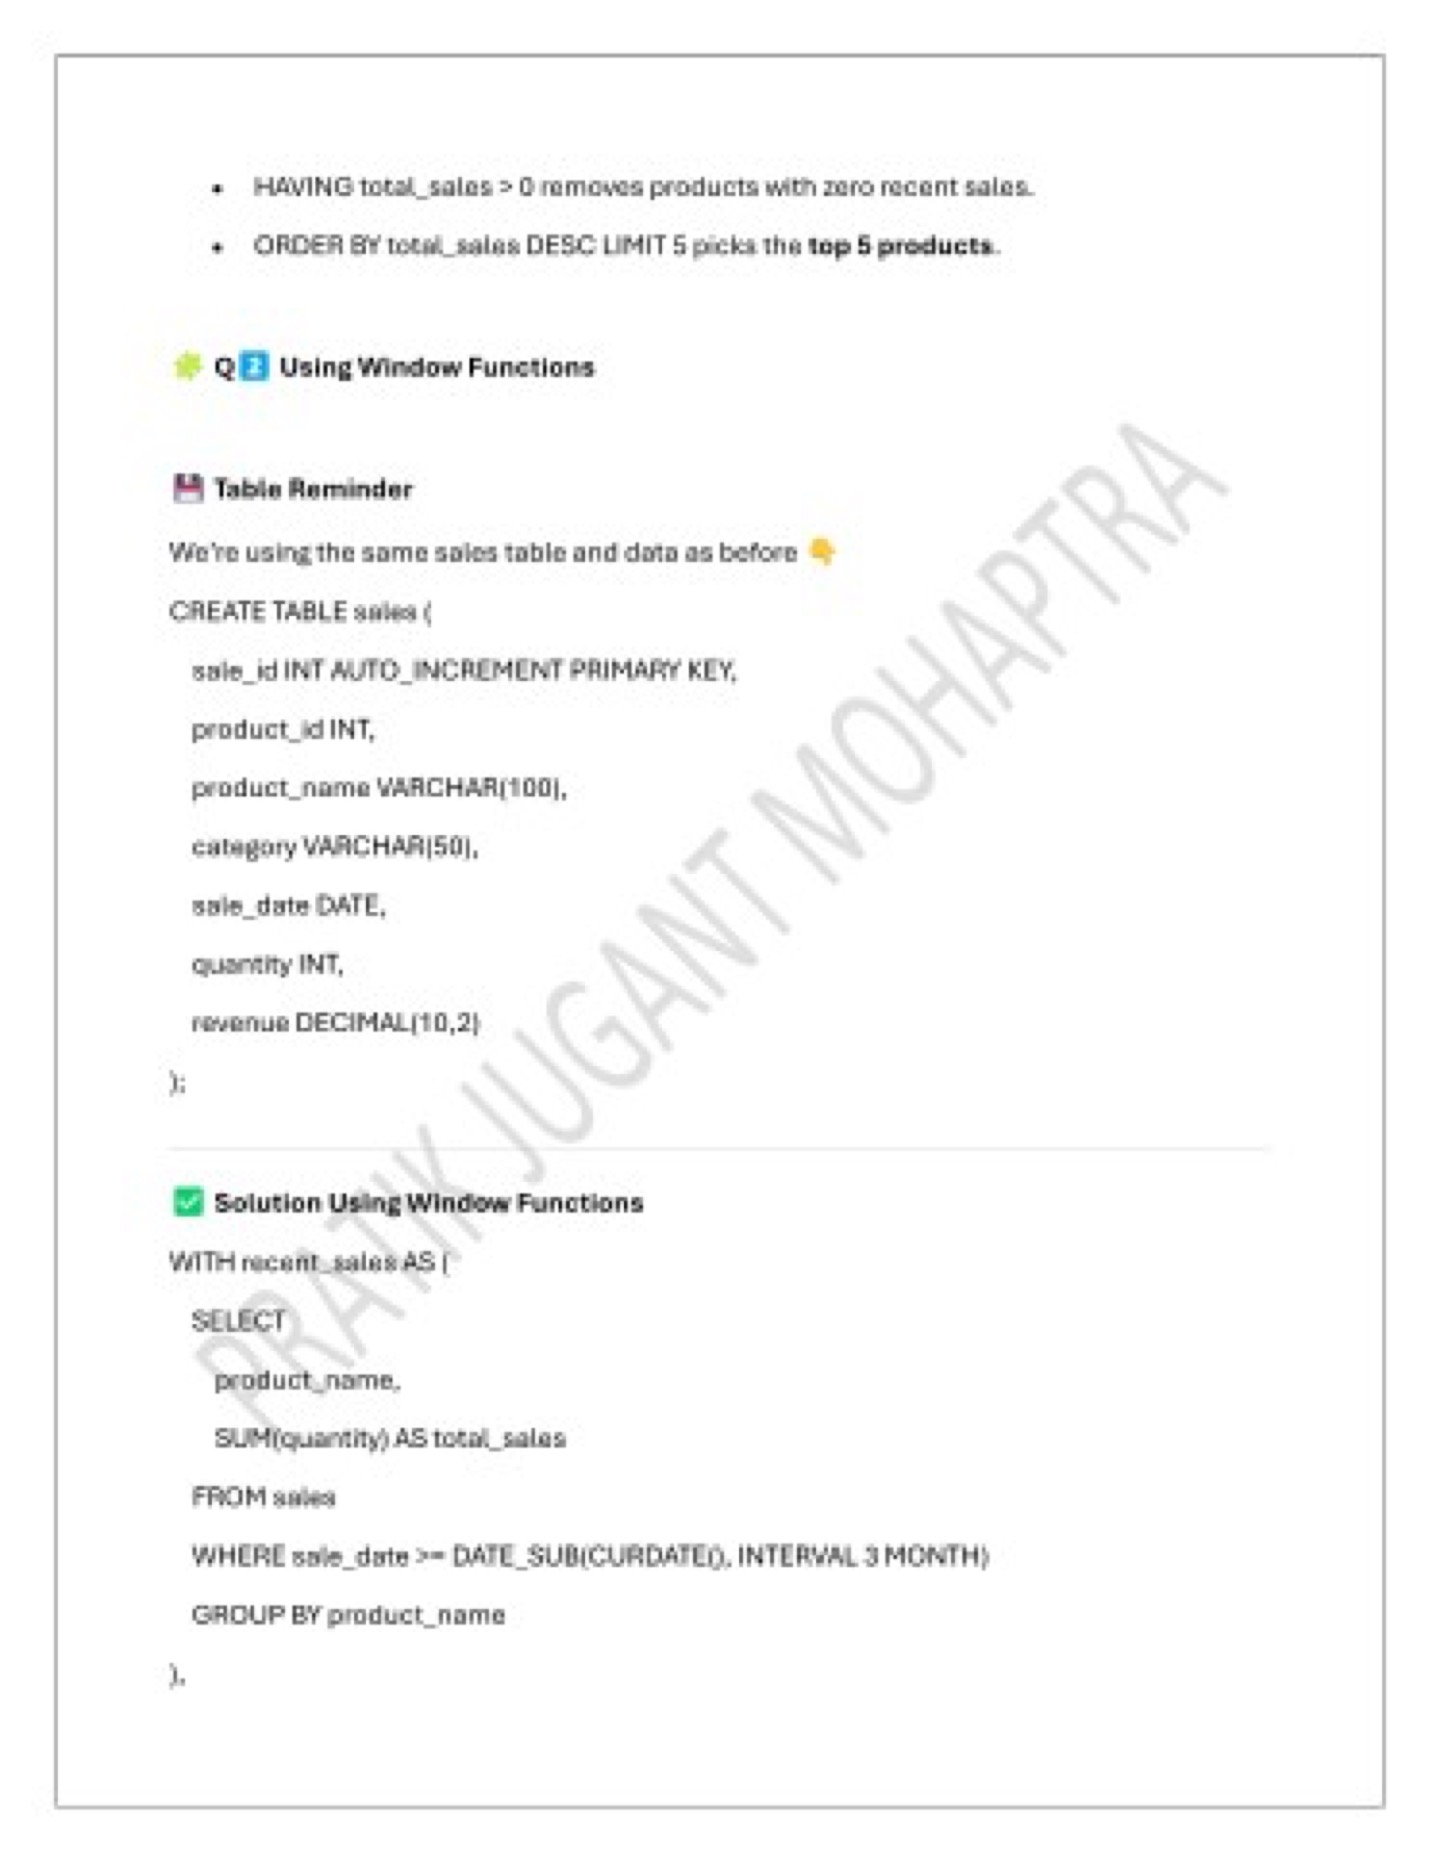 • HAVING total_sales > 0 removes products with zero recent sales.
• ORDER BY total_sales DESC LIMIT 5 picks the top 5 products.
🧩 Q2️⃣ Using Window Functions
💾 Table Reminder
We're using the same sales table and data as before 👇
CREATE TABLE sales (
sale_id INT AUTO_INCREMENT PRIMARY KEY,
product_id INT,
product_name VARCHAR(100),
category VARCHAR(50),
sale_date DATE,
quantity INT,
revenue DECIMAL(10,2)
);
✅ Solution Using Window Functions
WITH recent_sales AS (
SELECT
product_name,
SUM(quantity) AS total_sales
FROM sales
WHERE sale_date >= DATE_SUB(CURDATE(), INTERVAL 3 MONTH)
GROUP BY product_name
),
PRATIK JUGANT MOHAPTRA